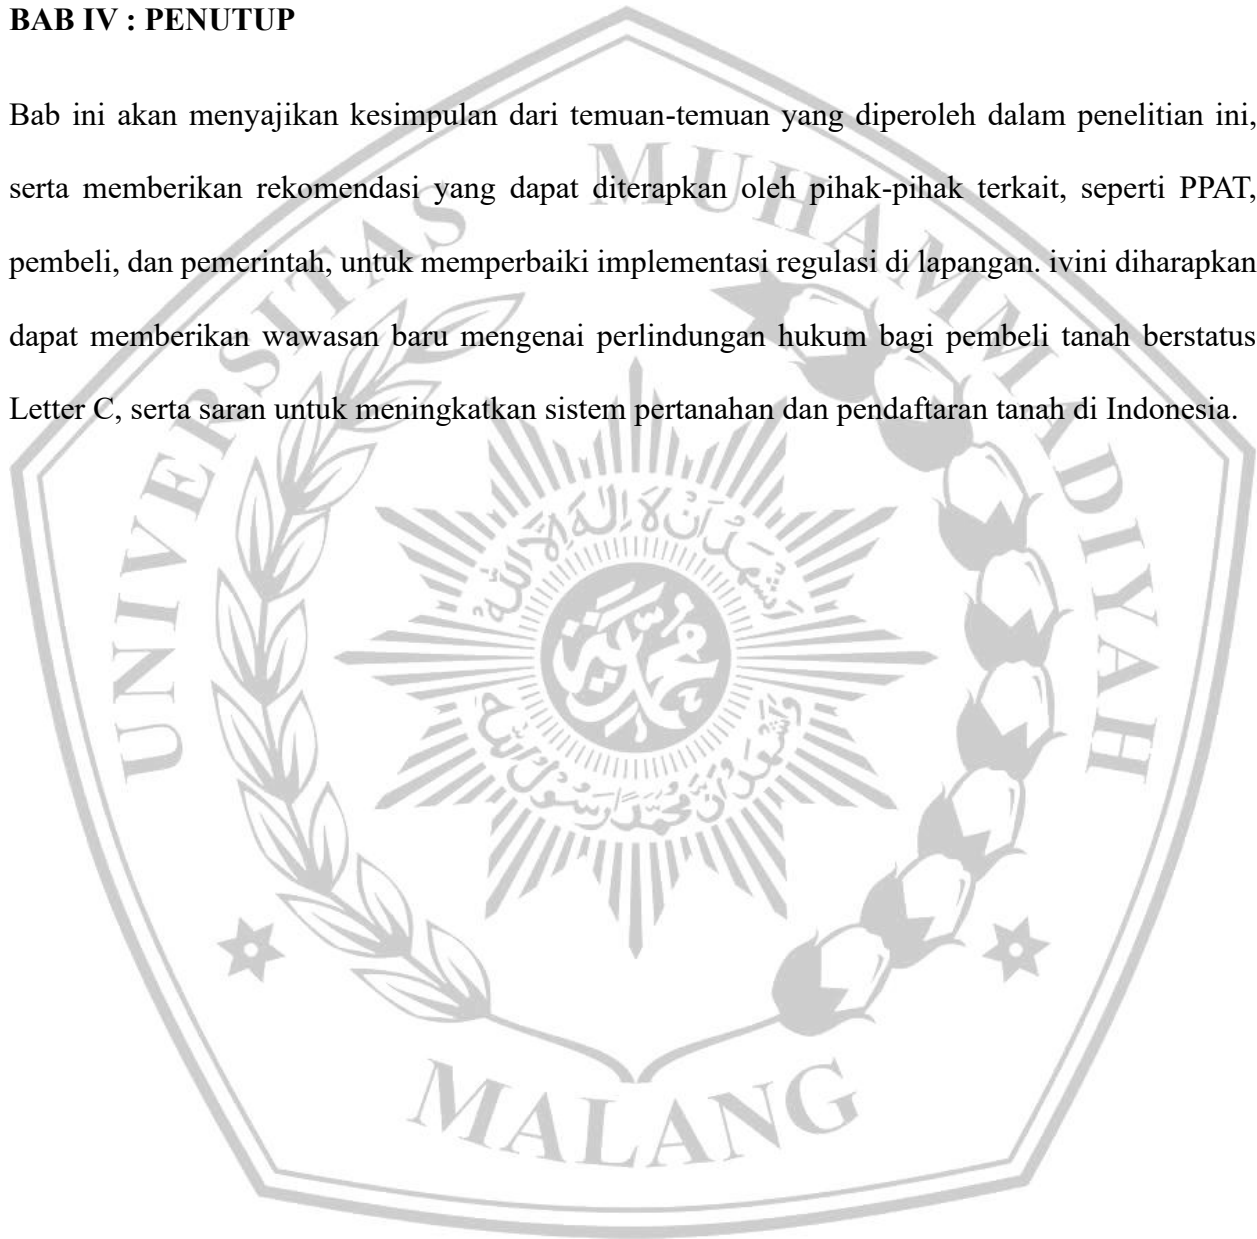 BAB IV : PENUTUP
Bab ini akan menyajikan kesimpulan dari temuan-temuan yang diperoleh dalam penelitian ini,
serta memberikan rekomendasi yang dapat diterapkan oleh pihak-pihak terkait, seperti PPAT,
pembeli, dan pemerintah, untuk memperbaiki implementasi regulasi di lapangan. ivini diharapkan
dapat memberikan wawasan baru mengenai perlindungan hukum bagi pembeli tanah berstatus
Letter C, serta saran untuk meningkatkan sistem pertanahan dan pendaftaran tanah di Indonesia.
UNIVERSITAS MUHAMMADIYAH
MALANG